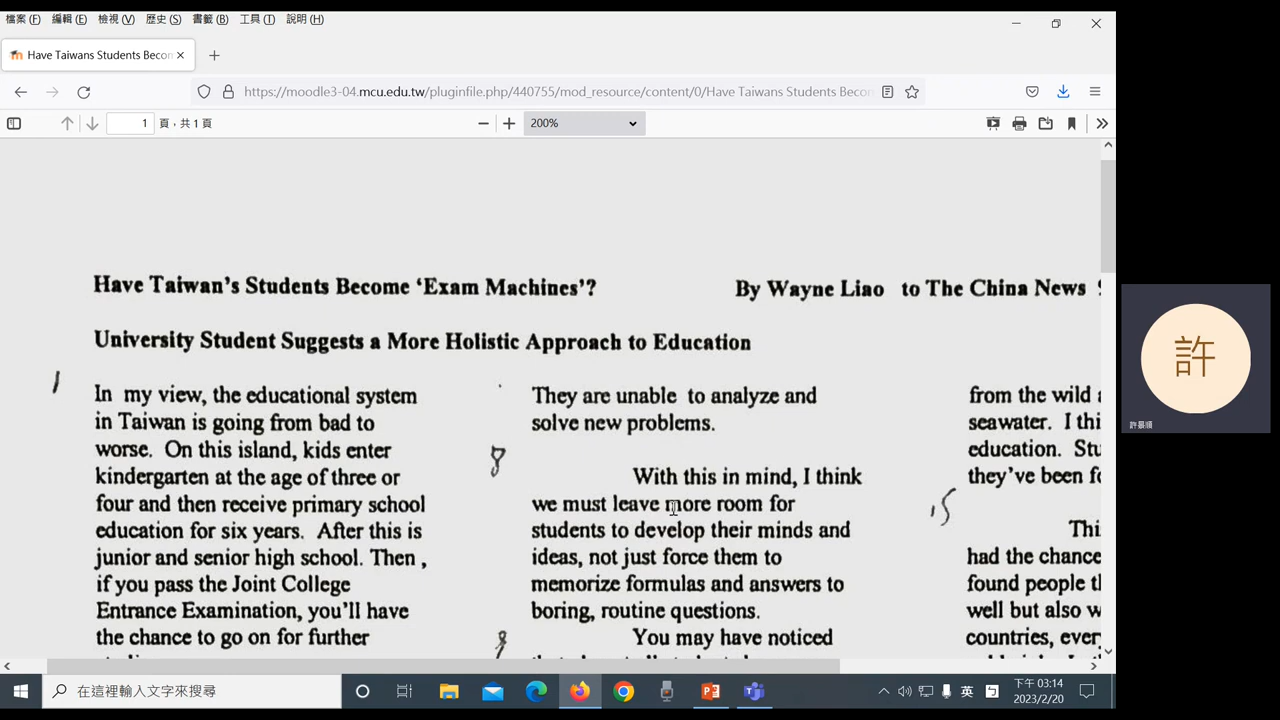 檔案 (F) 編輯 (E) 檢視 (V) 歷史 (S) 書籤 (B) 工具 (T) 說明 (H)
Have Taiwans Students Becon
https://moodle3-04.mcu.edu.tw/pluginfile.php/440755/mod_resource/content/0/Have Taiwans Students Becon
1 頁，共 1 頁
200%
Have Taiwan's Students Become 'Exam Machines'?
By Wayne Liao to The China News
University Student Suggests a More Holistic Approach to Education
1
In my view, the educational system
in Taiwan is going from bad to
worse. On this island, kids enter
kindergarten at the age of three or
four and then receive primary school
education for six years. After this is
junior and senior high school. Then ,
if you pass the Joint College
Entrance Examination, you'll have
the chance to go on for further
They are unable to analyze and
solve new problems.
8
With this in mind, I think
we must leave more room for
students to develop their minds and
ideas, not just force them to
memorize formulas and answers to
boring, routine questions.
9
You may have noticed
from the wild
seawater. I thi
education. Stu
they've been fo
15
Thi
had the chance
found people th
well but also w
countries, ever
許
許景順
在這裡輸入文字來搜尋
英
下午 03:14
2023/2/20